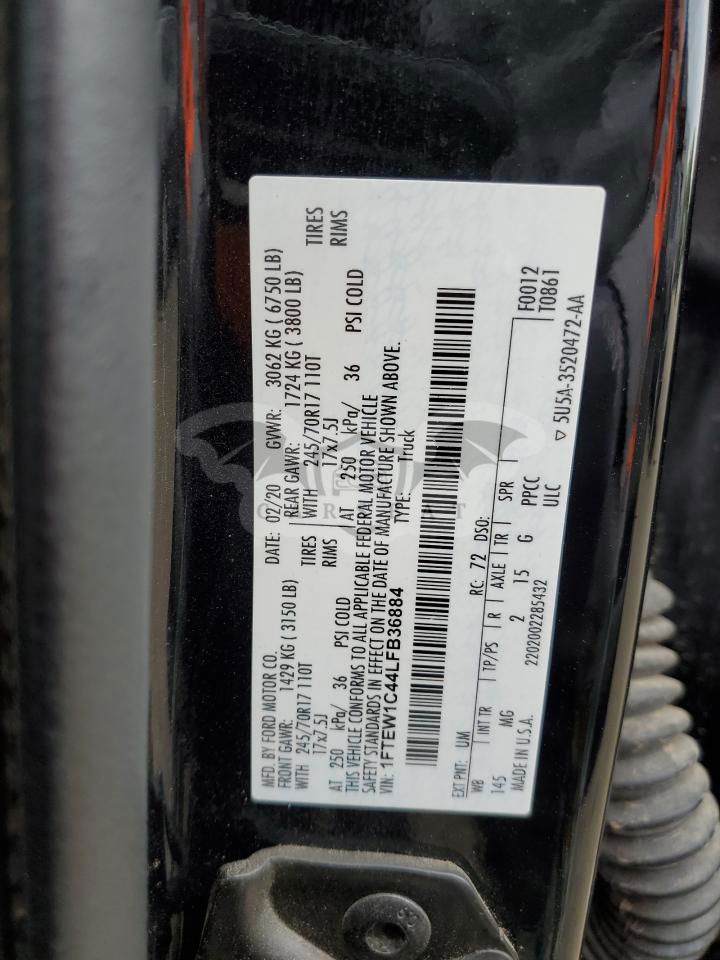 MFD. BY FORD MOTOR CO.
DATE: 02/20 GVWR: 3062 KG ( 6750 LB)
FRONT GAWR: 1429 KG ( 3150 LB) REAR GAWR: 1724 KG ( 3800 LB)
WITH 245/70R17 110T TIRES WITH 245/70R17 110T TIRES
17x7.5J RIMS 17x7.5J RIMS
AT 250 kPa/ 36 PSI COLD AT 250 kPa/ 36 PSI COLD
THIS VEHICLE CONFORMS TO ALL APPLICABLE FEDERAL MOTOR VEHICLE
SAFETY STANDARDS IN EFFECT ON THE DATE OF MANUFACTURE SHOWN ABOVE.
VIN: 1FTEW1C44LFB36884 TYPE: Truck
EXT PNT: UM RC: 72 DSO:
WB INT TR TP/PS R AXLE TR SPR F0012
145 MG 2 15 G PPCC T0861
MADE IN U.S.A. 2202002285432 ULC
▽ 5U5A-3520472-AA